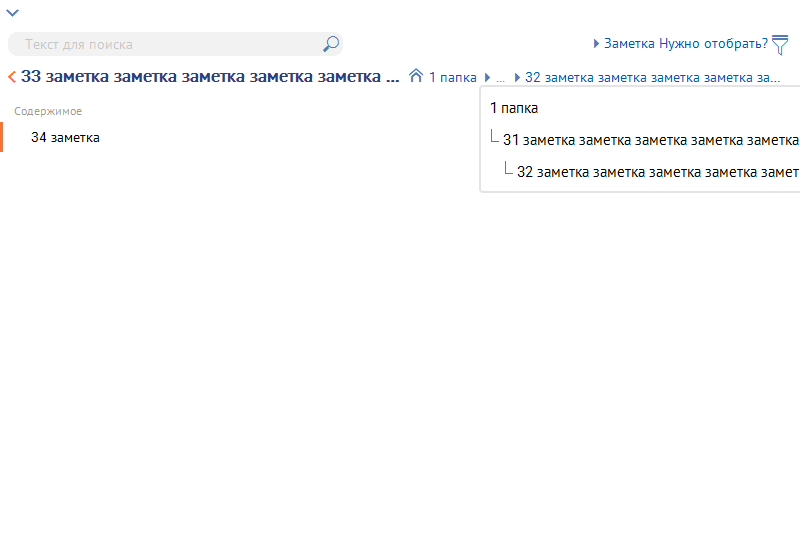 Текст для поиска
Заметка Нужно отобрать?
33 заметка заметка заметка заметка заметка ... 1 папка ... 32 заметка заметка заметка заметка за...
Содержимое
34 заметка
1 папка
31 заметка заметка заметка заметка заметка
32 заметка заметка заметка заметка замет